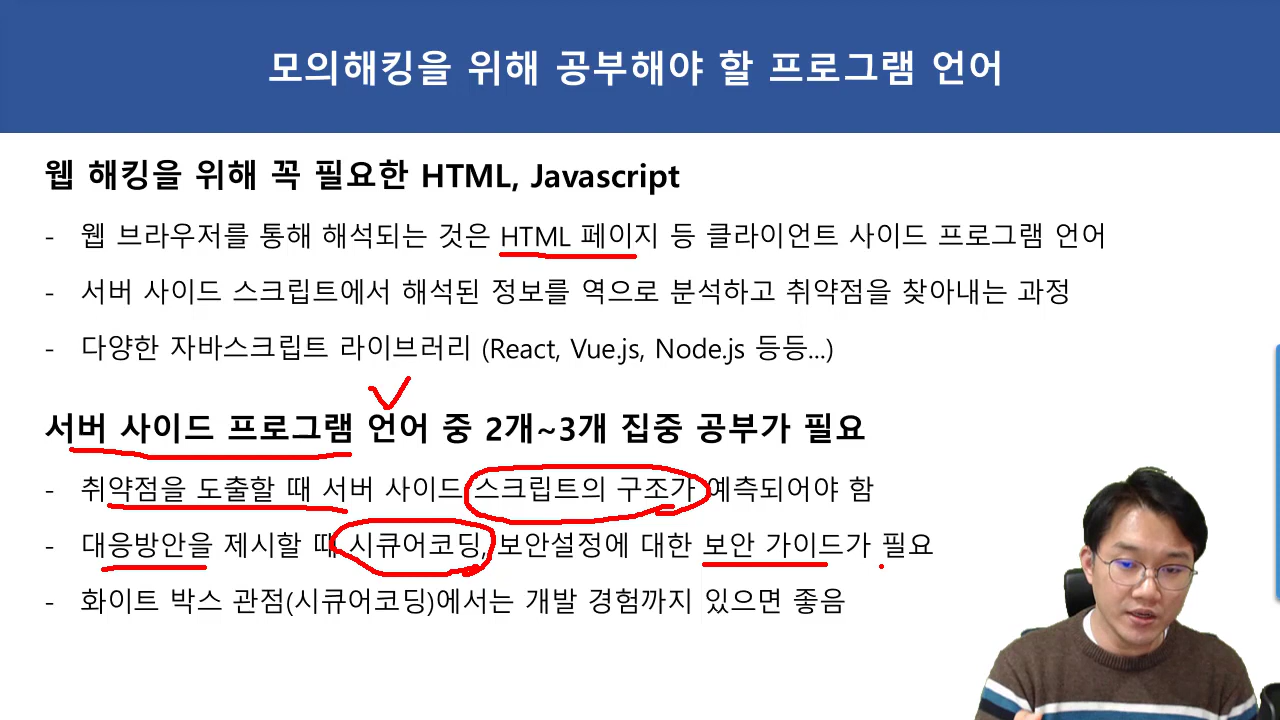 모의해킹을 위해 공부해야 할 프로그램 언어
웹 해킹을 위해 꼭 필요한 HTML, Javascript
- 웹 브라우저를 통해 해석되는 것은 HTML 페이지 등 클라이언트 사이드 프로그램 언어
- 서버 사이드 스크립트에서 해석된 정보를 역으로 분석하고 취약점을 찾아내는 과정
- 다양한 자바스크립트 라이브러리 (React, Vue.js, Node.js 등등...)
서버 사이드 프로그램 언어 중 2개~3개 집중 공부가 필요
- 취약점을 도출할 때 서버 사이드 스크립트의 구조가 예측되어야 함
- 대응방안을 제시할 때 시큐어코딩, 보안설정에 대한 보안 가이드가 필요
- 화이트 박스 관점(시큐어코딩)에서는 개발 경험까지 있으면 좋음